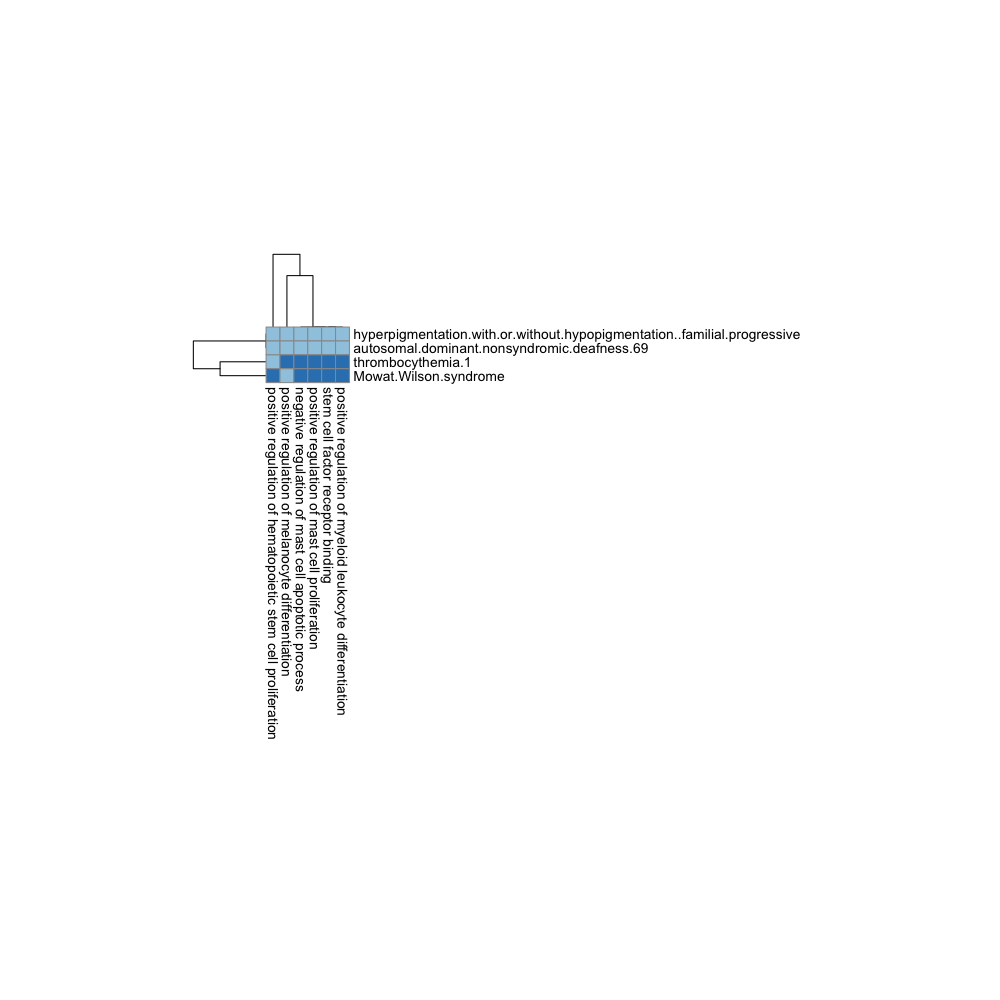 hyperpigmentation.with.or.without.hypopigmentation..familial.progressive
autosomal.dominant.nonsyndromic.deafness.69
thrombocythemia.1
Mowat.Wilson.syndrome
positive regulation of hematopoietic stem cell proliferation
positive regulation of melanocyte differentiation
negative regulation of mast cell apoptotic process
positive regulation of mast cell proliferation
stem cell factor receptor binding
positive regulation of myeloid leukocyte differentiation